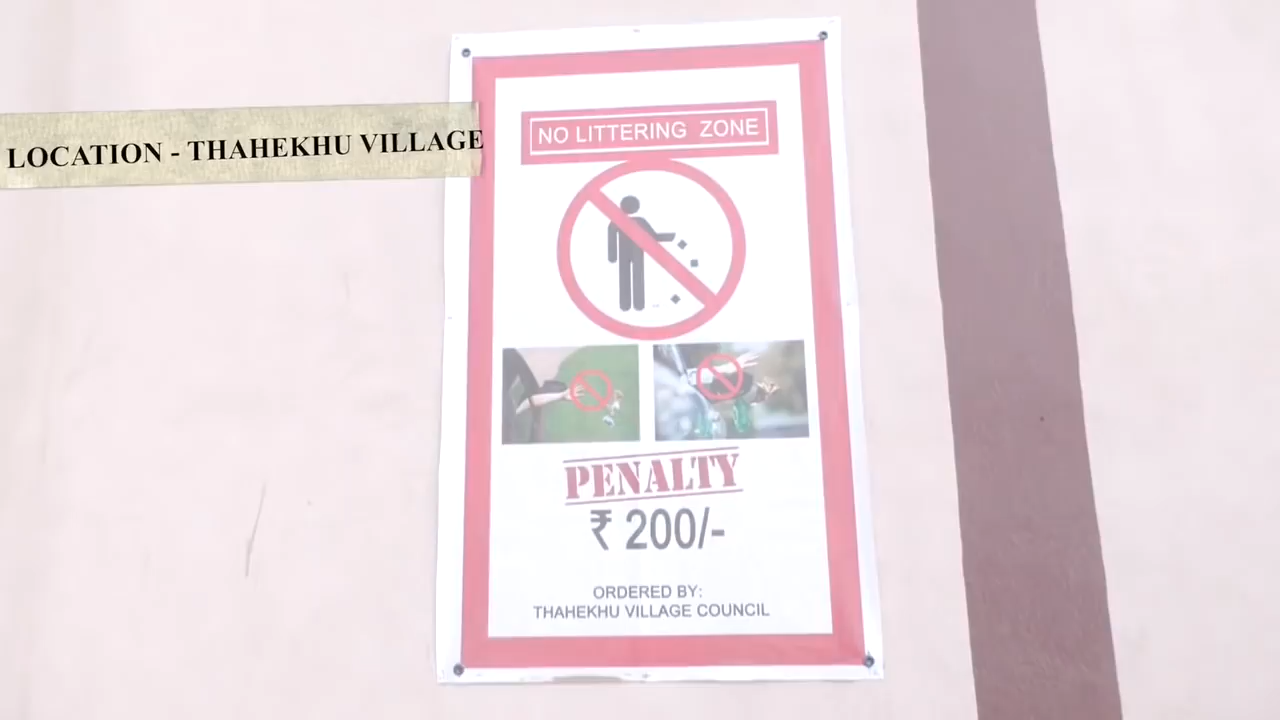 LOCATION - THAHEKHU VILLAGE
NO LITTERING ZONE
PENALTY
₹ 200/-
ORDERED BY:
THAHEKHU VILLAGE COUNCIL